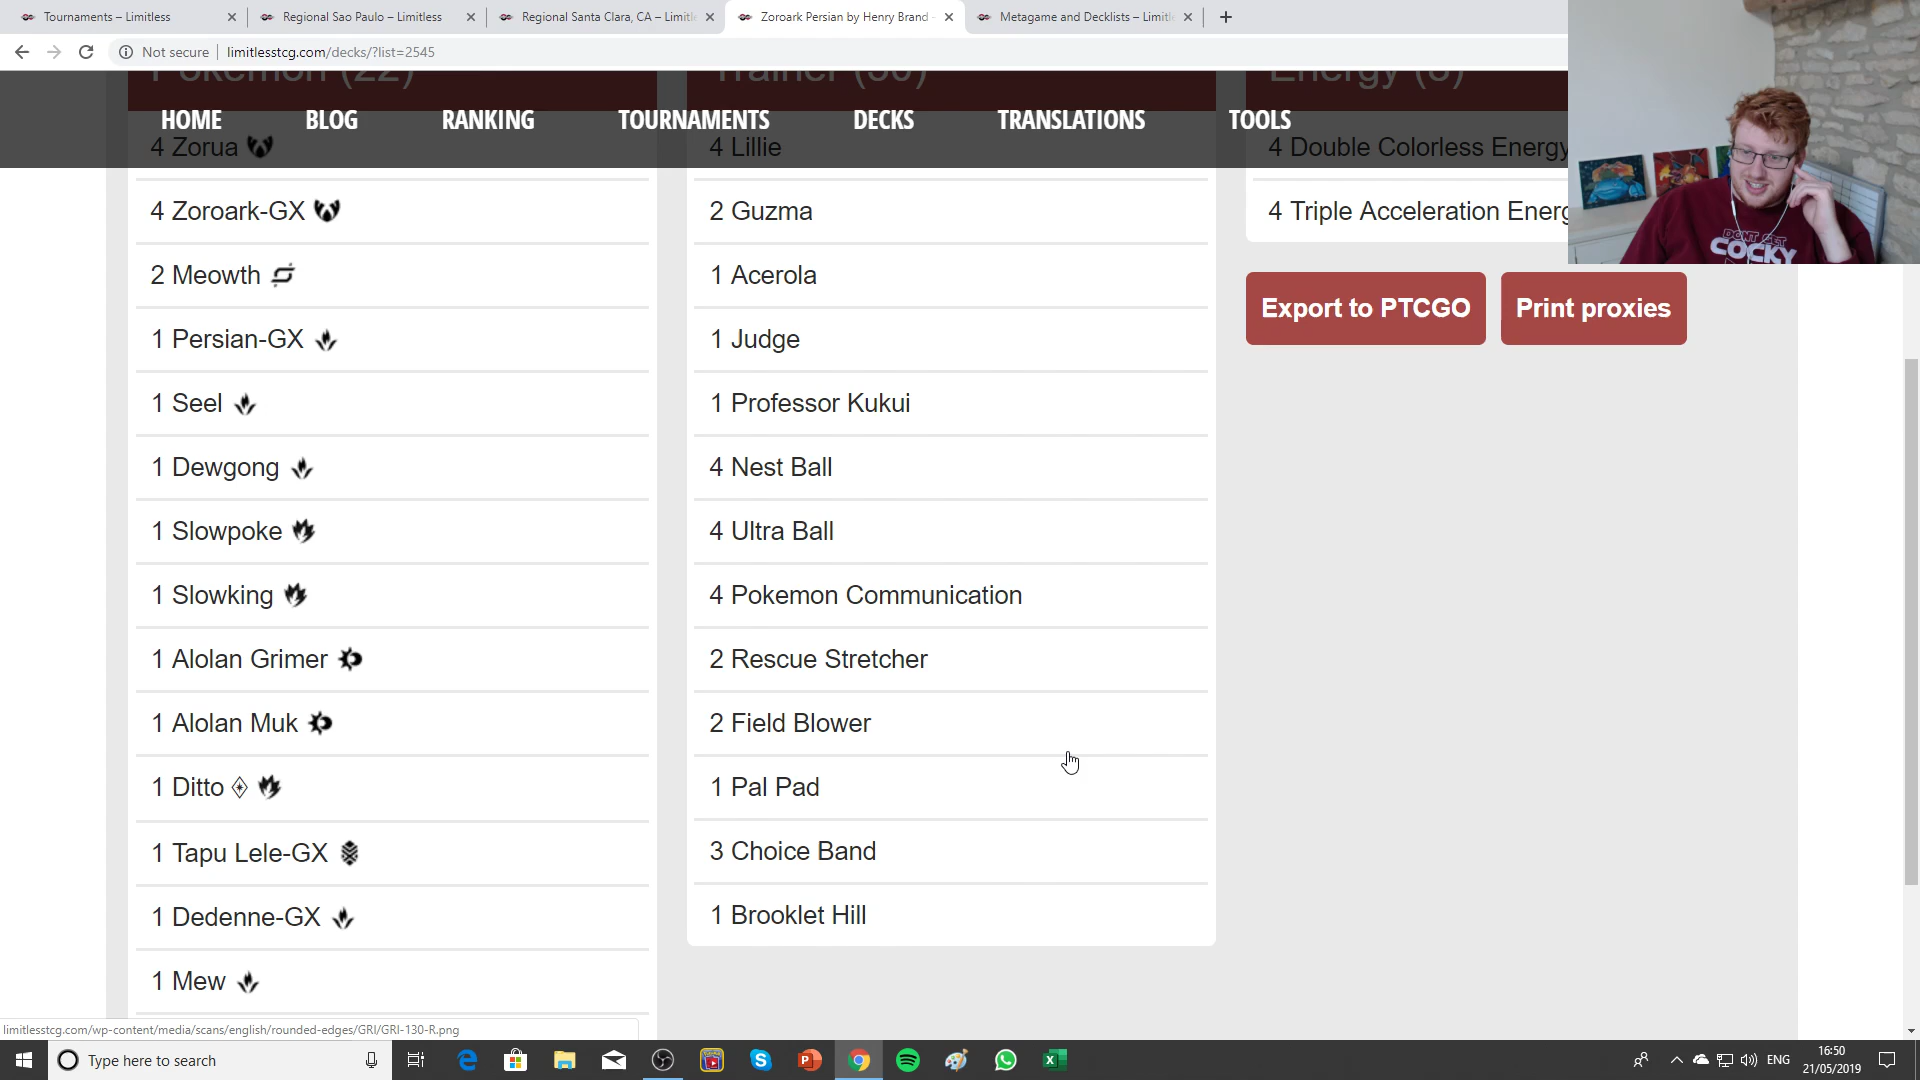 Tournaments – Limitless
Regional Sao Paulo – Limitless
Regional Santa Clara, CA – Limitl
Zoroark Persian by Henry Brand -
Metagame and Decklists – Limitl
Not secure
limitlesstcg.com/decks/?list=2545
Pokemon (22)
Trainer (30)
Energy (8)
HOME
BLOG
RANKING
TOURNAMENTS
DECKS
TRANSLATIONS
TOOLS
4 Zorua
4 Zoroark-GX
2 Meowth
1 Persian-GX
1 Seel
1 Dewgong
1 Slowpoke
1 Slowking
1 Alolan Grimer
1 Alolan Muk
1 Ditto
1 Tapu Lele-GX
1 Dedenne-GX
1 Mew
4 Lillie
2 Guzma
1 Acerola
1 Judge
1 Professor Kukui
4 Nest Ball
4 Ultra Ball
4 Pokemon Communication
2 Rescue Stretcher
2 Field Blower
1 Pal Pad
3 Choice Band
1 Brooklet Hill
4 Double Colorless Energy
4 Triple Acceleration Energ
Export to PTCGO
Print proxies
COCKY
limitlesstcg.com/wp-content/media/scans/english/rounded-edges/GRI/GRI-130-R.png
Type here to search
ENG
16:50
21/05/2019